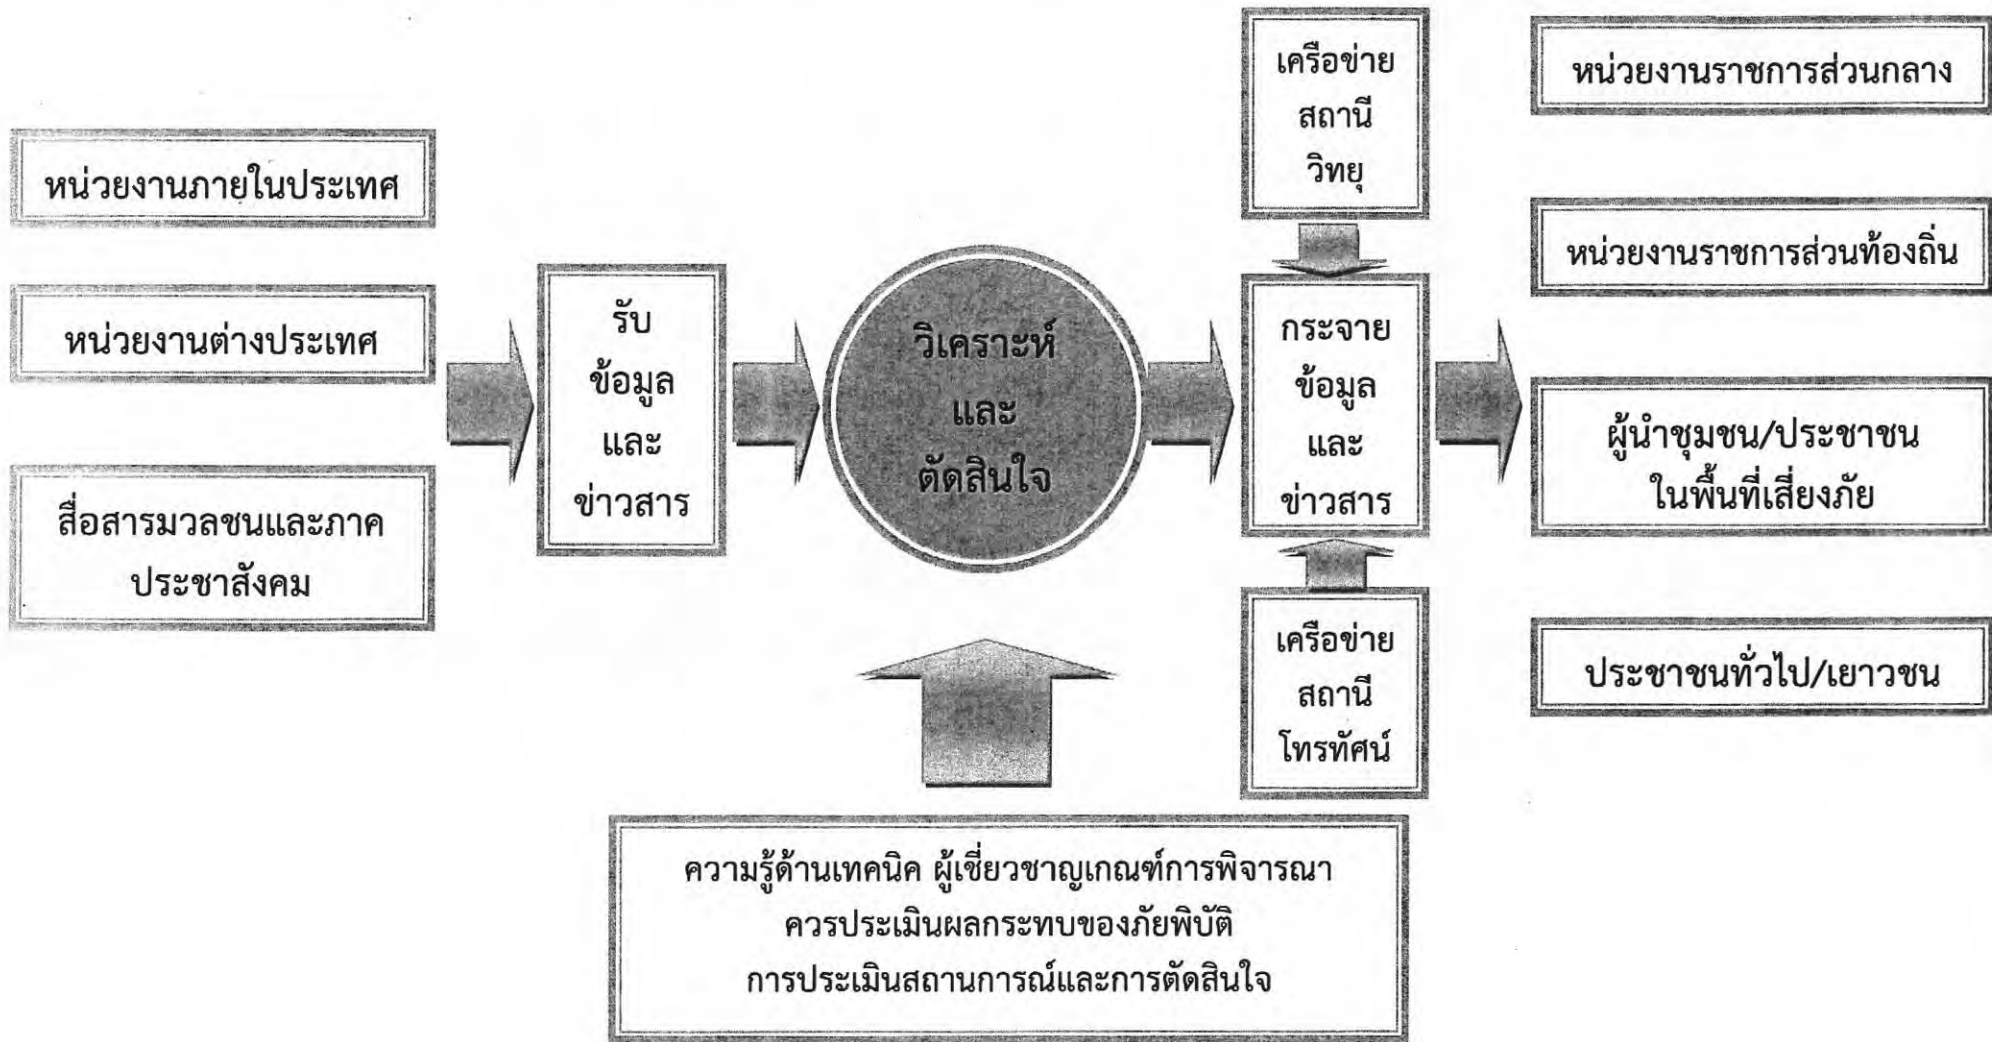 หน่วยงานภายในประเทศ
หน่วยงานต่างประเทศ
สื่อสารมวลชนและภาค
ประชาสังคม
รับ
ข้อมูล
และ
ข่าวสาร
วิเคราะห์
และ
ตัดสินใจ
ความรู้ด้านเทคนิค ผู้เชี่ยวชาญเกณฑ์การพิจารณา
ควรประเมินผลกระทบของภัยพิบัติ
การประเมินสถานการณ์และการตัดสินใจ
เครือข่าย
สถานี
วิทยุ
กระจาย
ข้อมูล
และ
ข่าวสาร
เครือข่าย
สถานี
โทรทัศน์
หน่วยงานราชการส่วนกลาง
หน่วยงานราชการส่วนท้องถิ่น
ผู้นำชุมชน/ประชาชน
ในพื้นที่เสี่ยงภัย
ประชาชนทั่วไป/เยาวชน